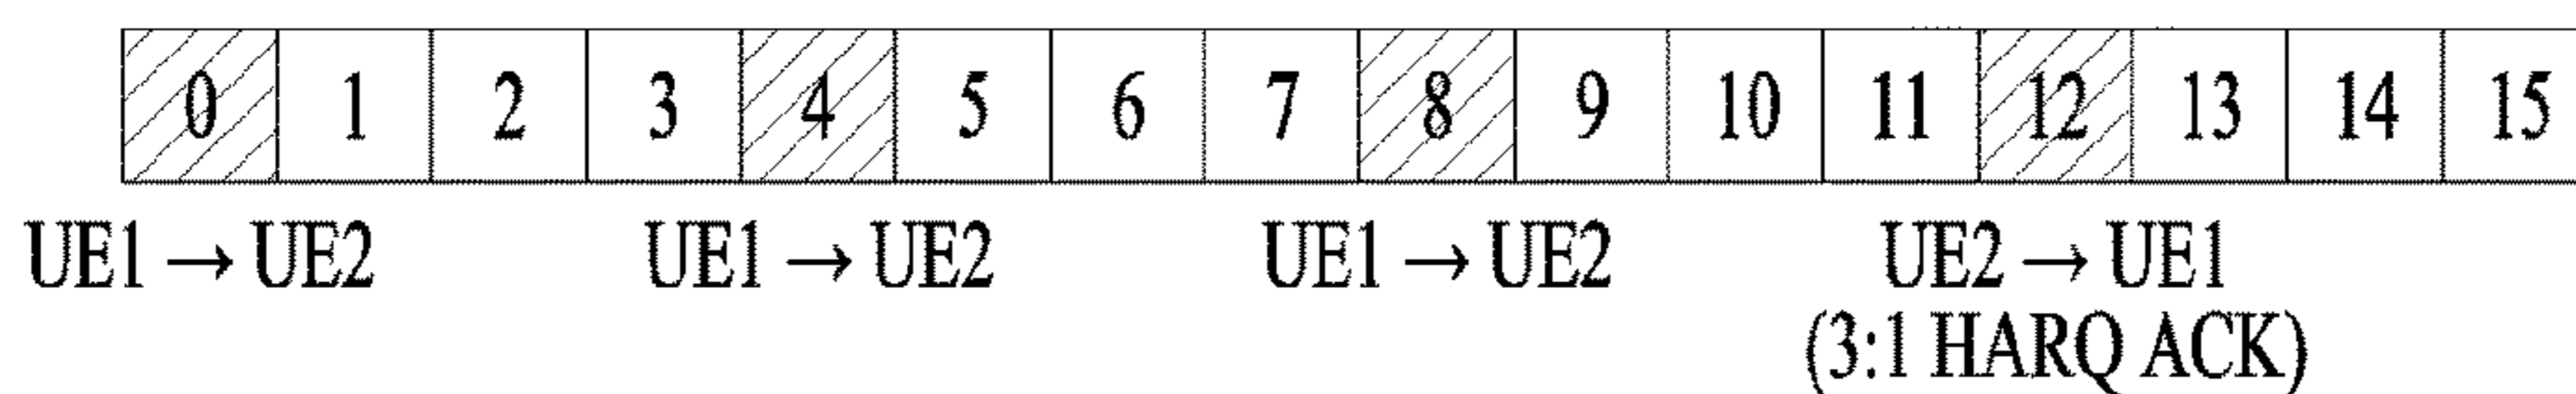 0 1 2 3 4 5 6 7 8 9 10 11 12 13 14 15
UE1 → UE2 UE1 → UE2 UE1 → UE2 UE2 → UE1
(3:1 HARQ ACK)